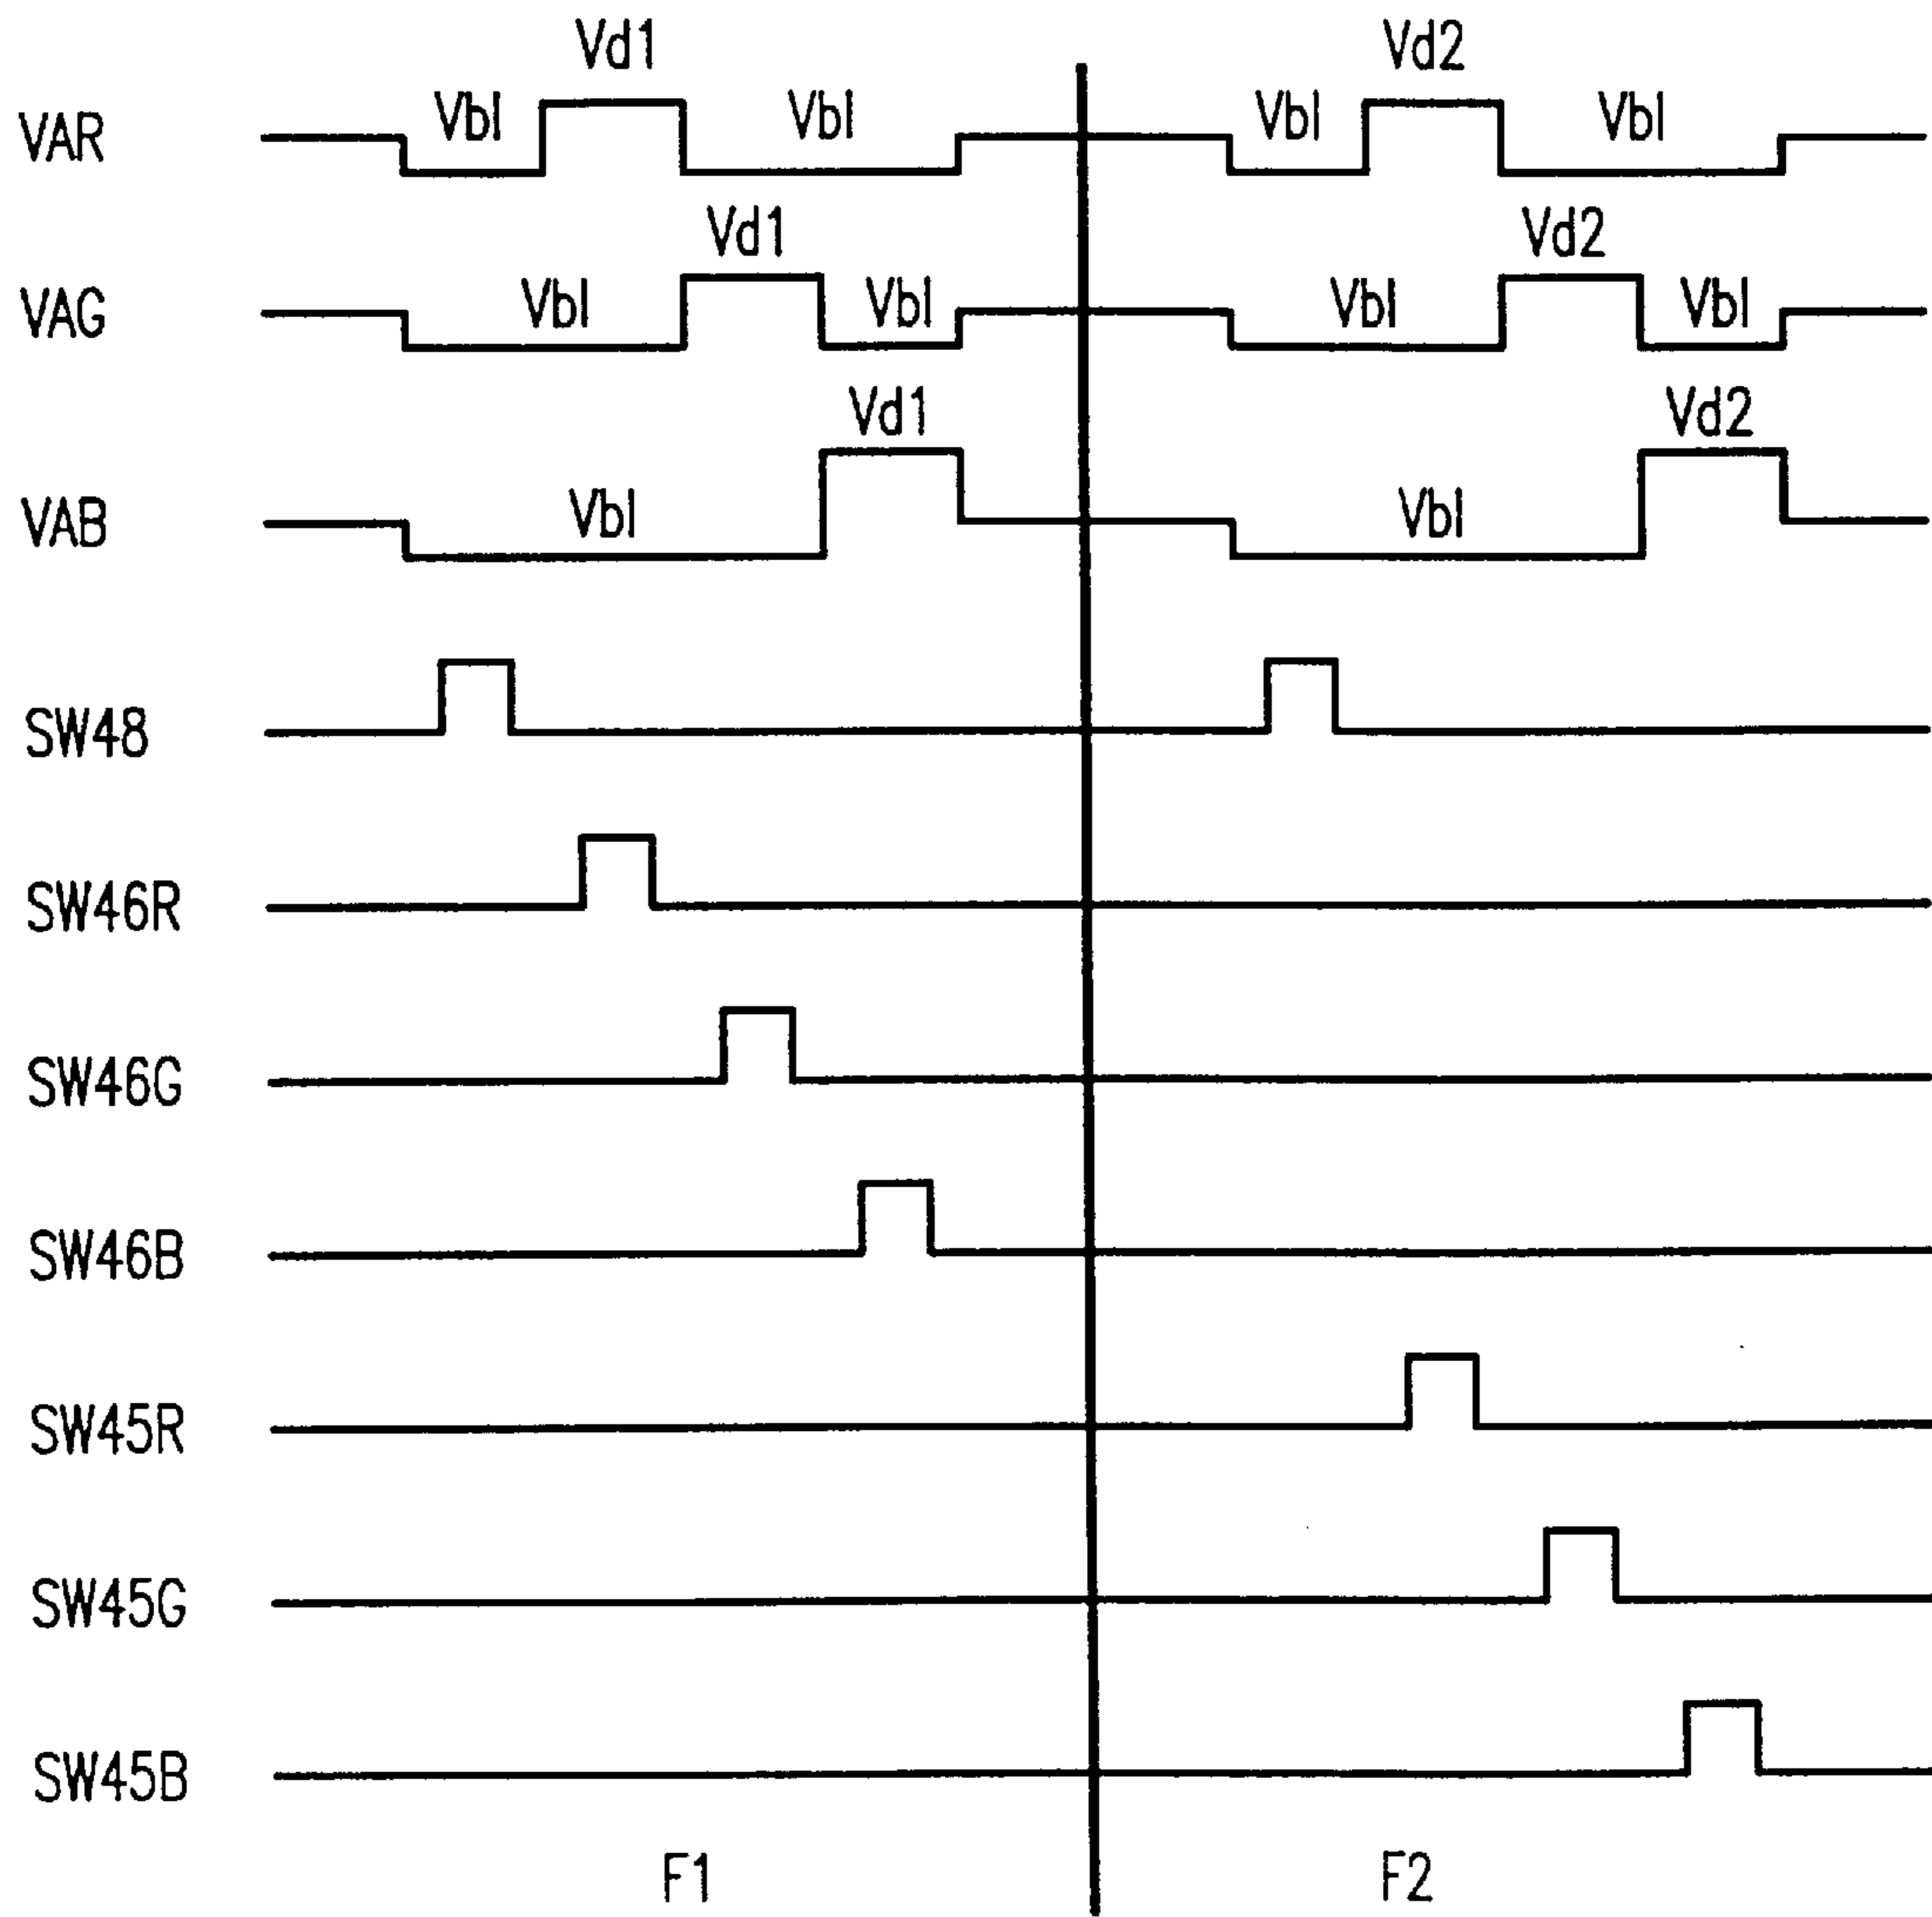 Vd1 Vd2
VAR Vbl Vbl Vbl Vbl
Vd1 Vd2
VAG Vbl Vbl Vbl Vbl
Vd1 Vd2
VAB Vbl Vbl
SW48
SW46R
SW46G
SW46B
SW45R
SW45G
SW45B
F1 F2